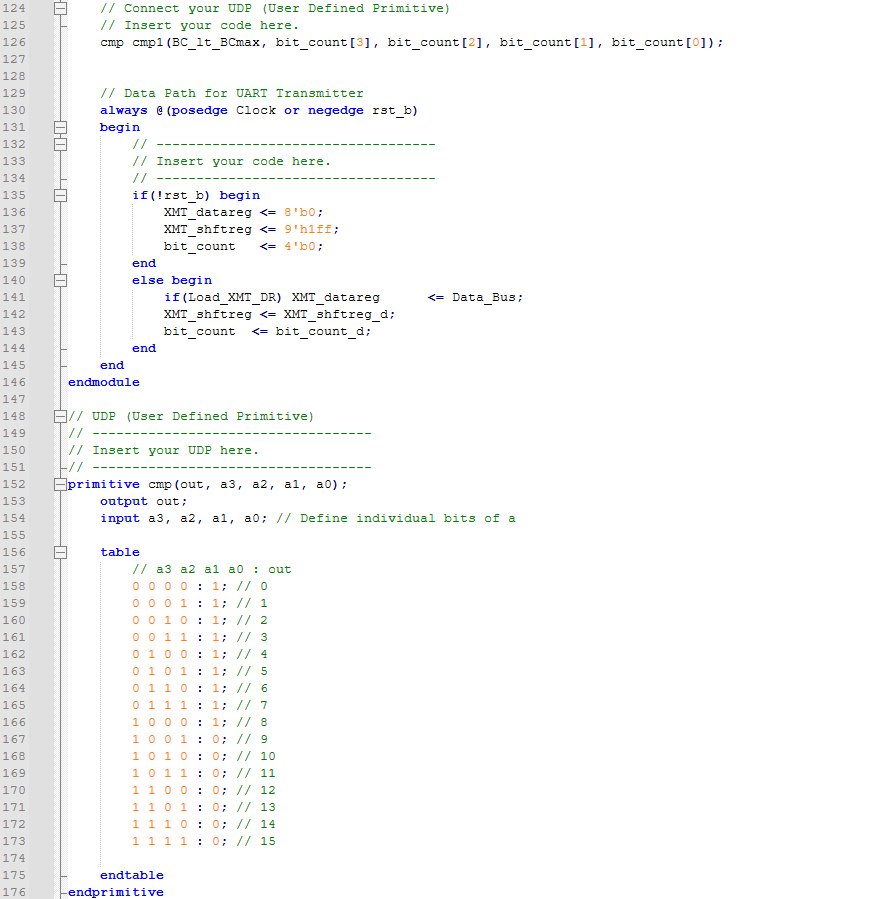 124 // Connect your UDP (User Defined Primitive)
125 // Insert your code here.
126 cmp cmp1(BC_lt_BCmax, bit_count[3], bit_count[2], bit_count[1], bit_count[0]);
127
128
129 // Data Path for UART Transmitter
130 always @(posedge Clock or negedge rst_b)
131 begin
132 // -----------------------------------
133 // Insert your code here.
134 // -----------------------------------
135 if(!rst_b) begin
136 XMT_datareg <= 8'b0;
137 XMT_shftreg <= 9'h1ff;
138 bit_count   <= 4'b0;
139 end
140 else begin
141 if(Load_XMT_DR) XMT_datareg      <= Data_Bus;
142 XMT_shftreg <= XMT_shftreg_d;
143 bit_count  <= bit_count_d;
144 end
145 end
146 endmodule
147
148 // UDP (User Defined Primitive)
149 // -----------------------------------
150 // Insert your UDP here.
151 // -----------------------------------
152 primitive cmp(out, a3, a2, a1, a0);
153 output out;
154 input a3, a2, a1, a0; // Define individual bits of a
155
156 table
157 // a3 a2 a1 a0 : out
158 0 0 0 0 : 1; // 0
159 0 0 0 1 : 1; // 1
160 0 0 1 0 : 1; // 2
161 0 0 1 1 : 1; // 3
162 0 1 0 0 : 1; // 4
163 0 1 0 1 : 1; // 5
164 0 1 1 0 : 1; // 6
165 0 1 1 1 : 1; // 7
166 1 0 0 0 : 1; // 8
167 1 0 0 1 : 0; // 9
168 1 0 1 0 : 0; // 10
169 1 0 1 1 : 0; // 11
170 1 1 0 0 : 0; // 12
171 1 1 0 1 : 0; // 13
172 1 1 1 0 : 0; // 14
173 1 1 1 1 : 0; // 15
174
175 endtable
176 endprimitive